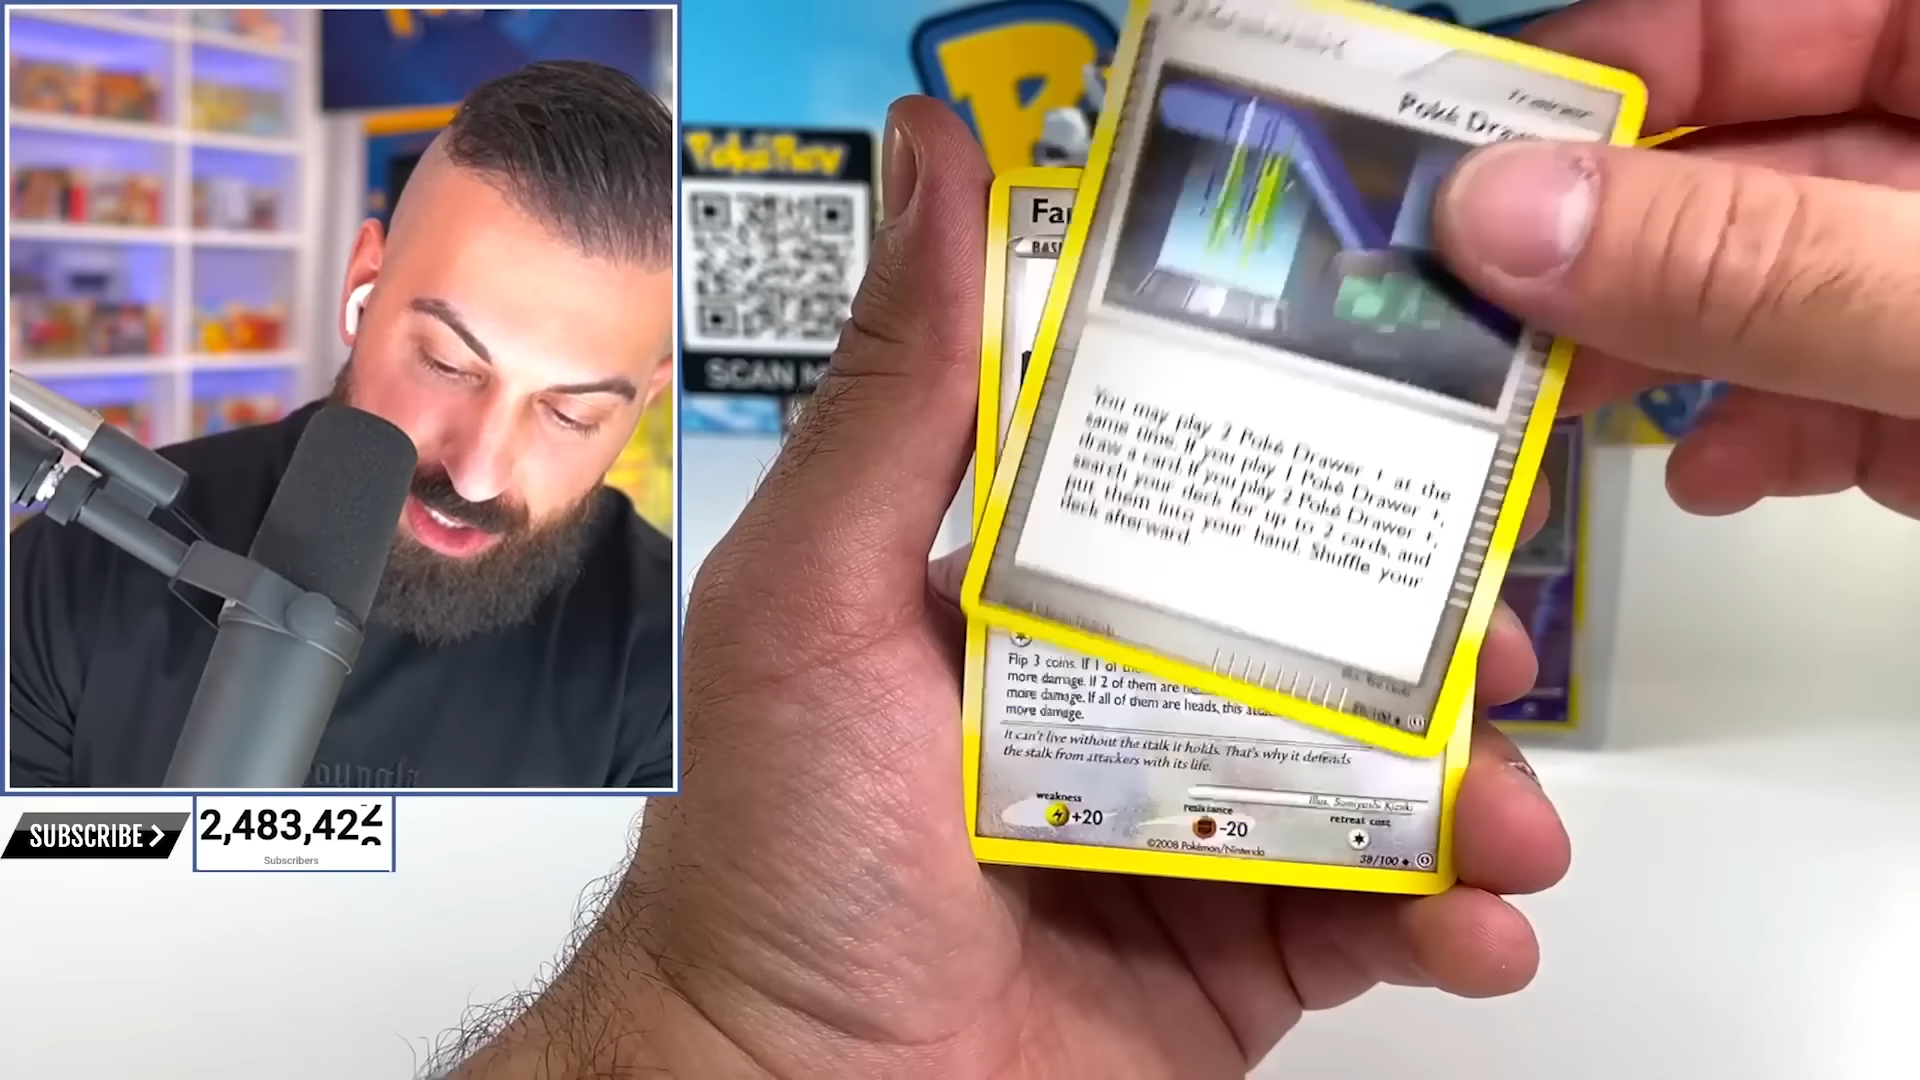 PokéRev
SCAN
Trainer
Poké
You may play 2 Poké Drawer + at the
same time. If you play 1 Poké Drawer +,
draw a card. If you play 2 Poké Drawer +,
search your deck for up to 2 cards, and
put them into your hand. Shuffle your
deck afterward.
BASI
Flip 3 coins. If 1 of
more damage. If 2 of them are
more damage. If all of them are heads, this
more damage.
It can't live without the stalk it holds. That's why it defends
the stalk from attackers with its life.
Illus. Sumiyoshi Kizuki
weakness
+20
resistance
-20
retreat cost
©2008 Pokémon/Nintendo
38/100
SUBSCRIBE
2,483,422
Subscribers